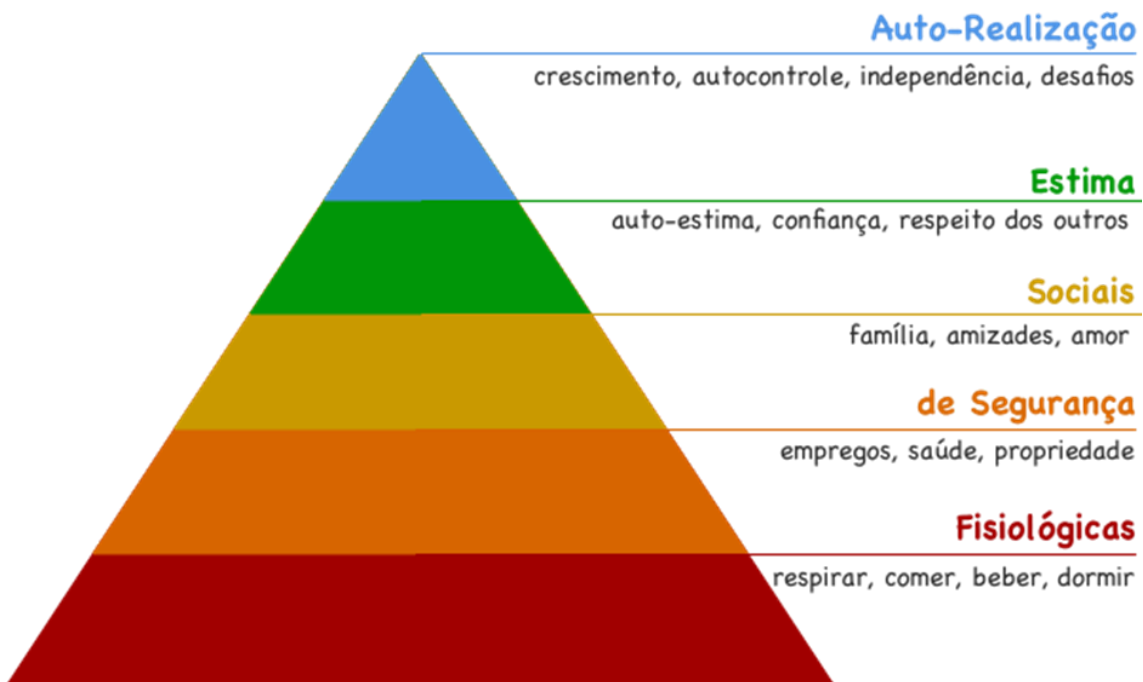 Auto-Realização
crescimento, autocontrole, independência, desafios
Estima
auto-estima, confiança, respeito dos outros
Sociais
família, amizades, amor
de Segurança
empregos, saúde, propriedade
Fisiológicas
respirar, comer, beber, dormir